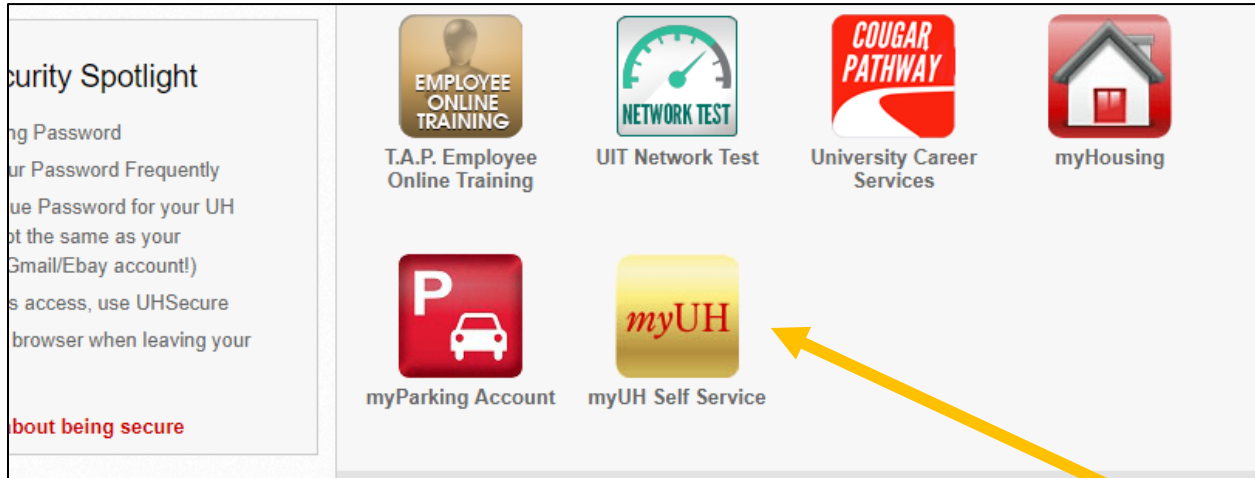 curity Spotlight
ng Password
ur Password Frequently
ue Password for your UH
ot the same as your
Gmail/Ebay account!)
s access, use UHSecure
browser when leaving your
about being secure
EMPLOYEE
ONLINE
TRAINING
T.A.P. Employee
Online Training
NETWORK TEST
UIT Network Test
COUGAR
PATHWAY
University Career
Services
myHousing
P
myParking Account
myUH
myUH Self Service